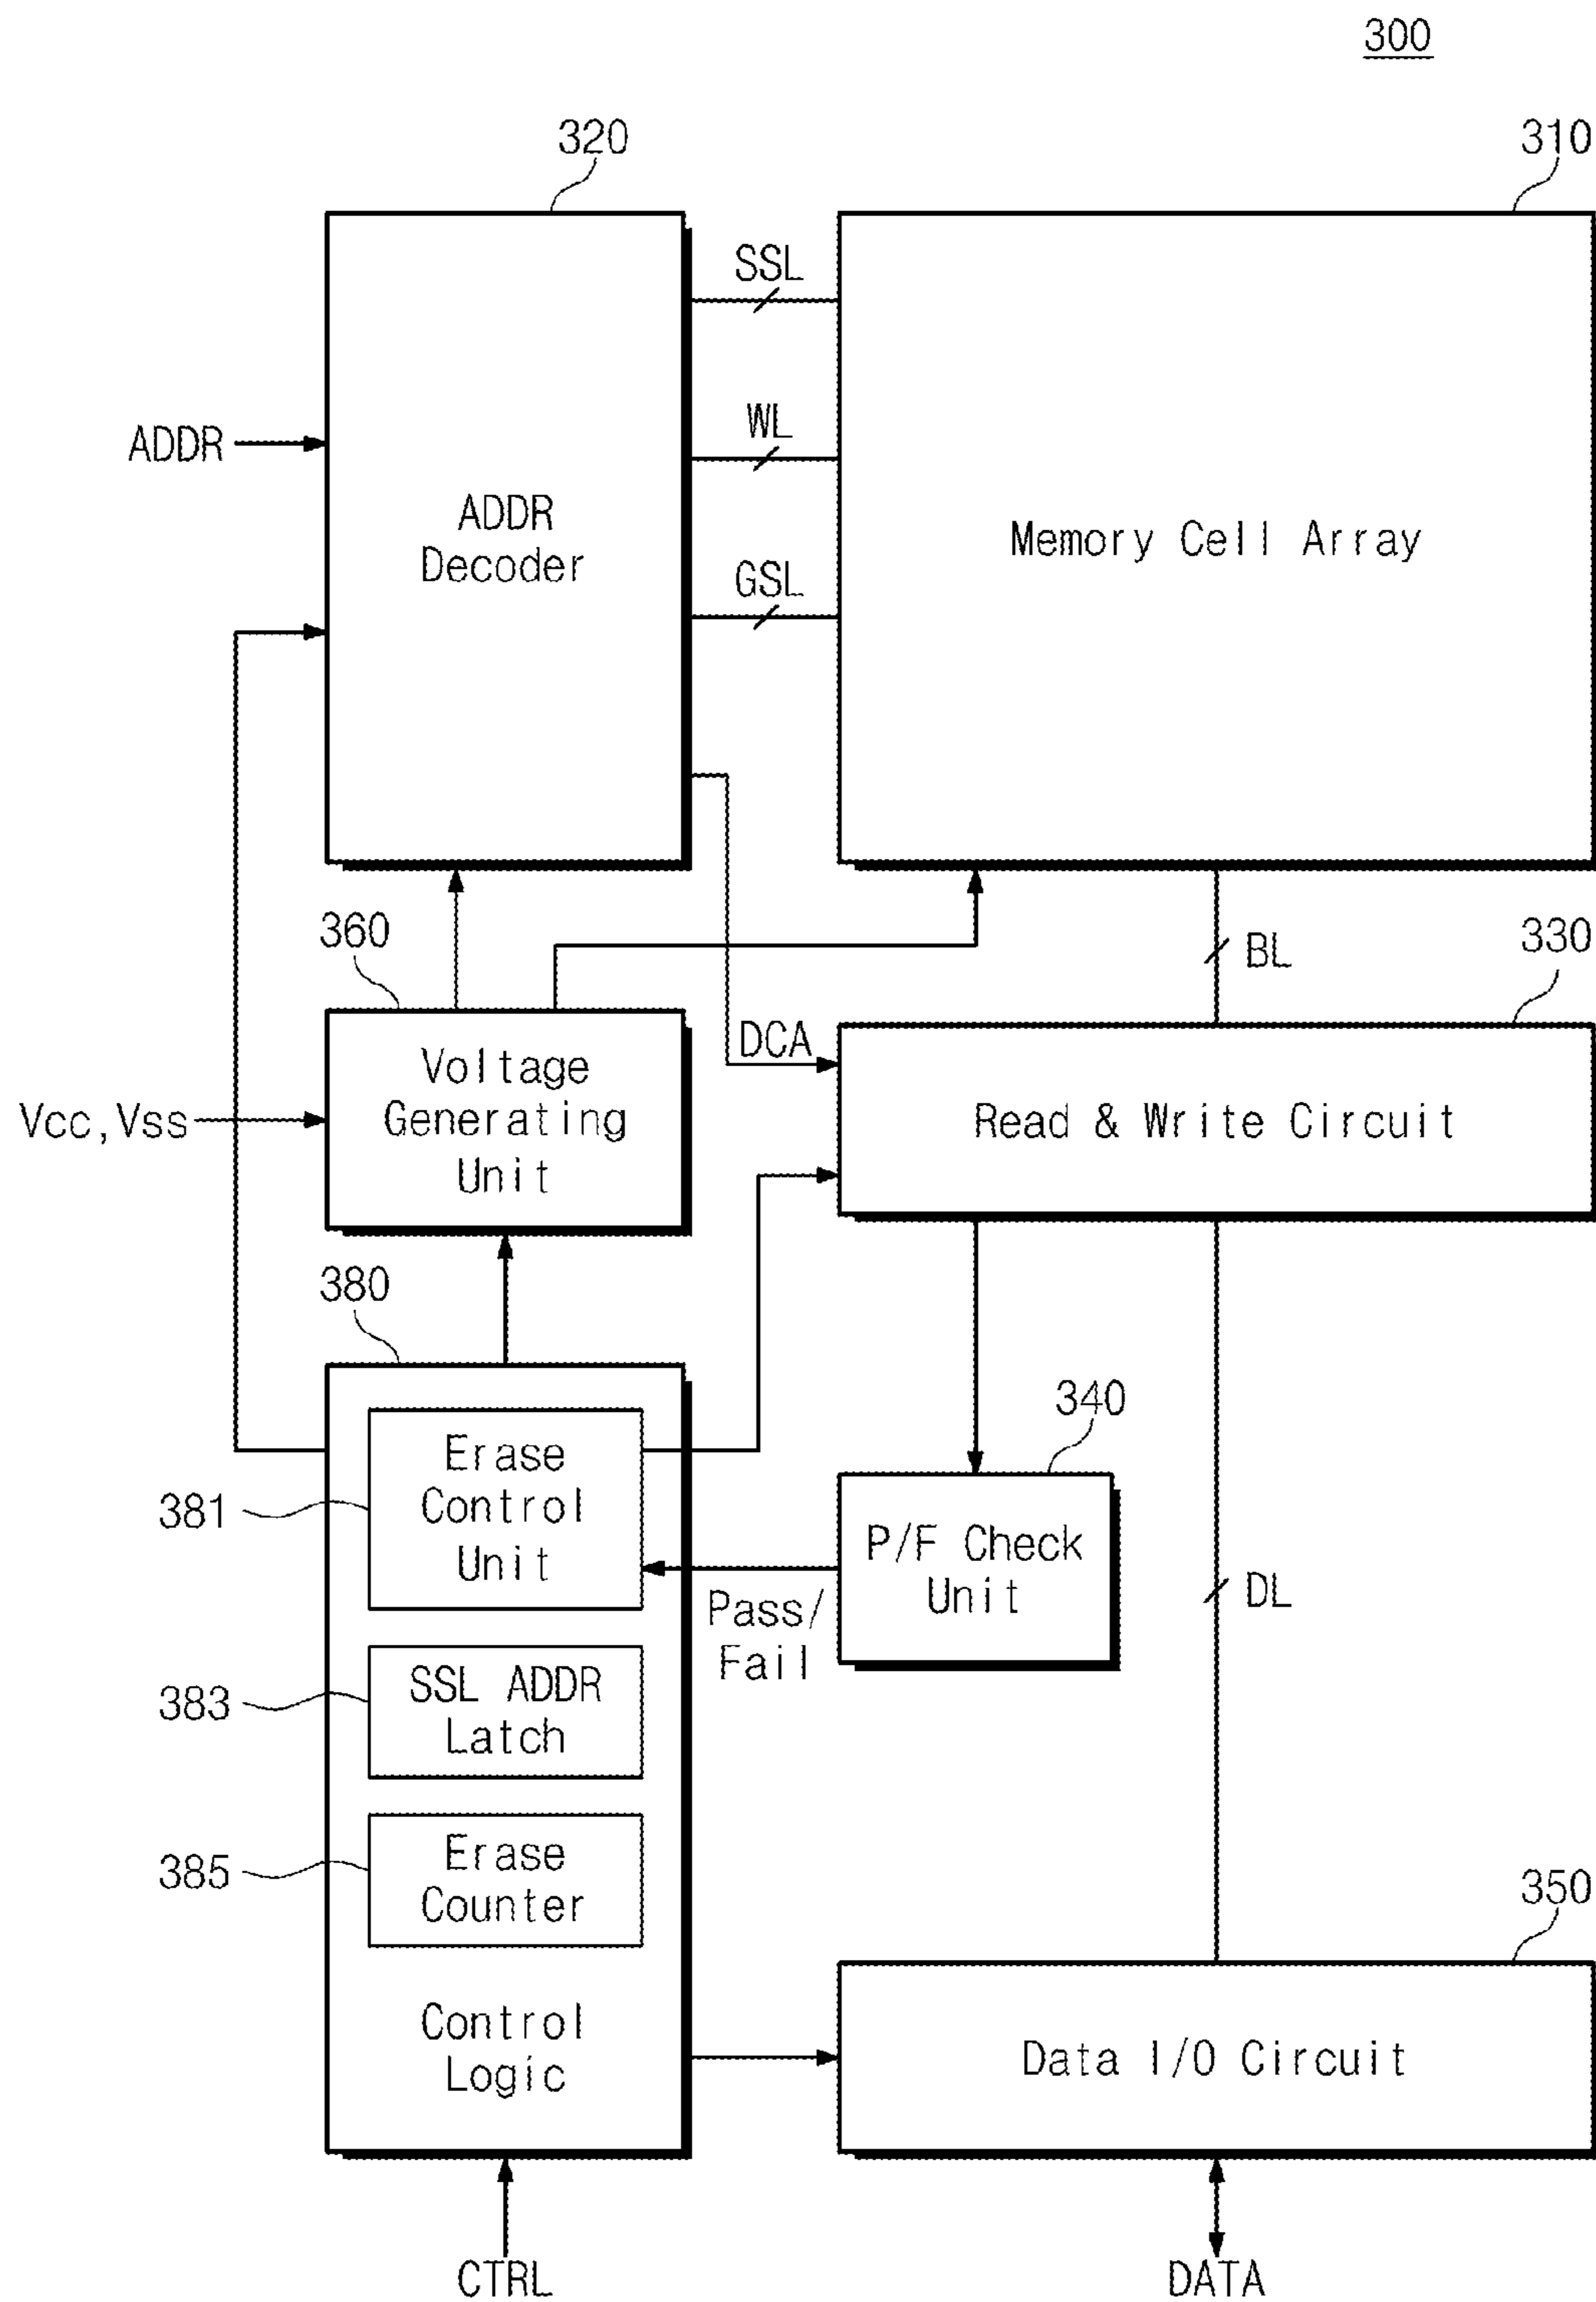 300
320
310
SSL
WL
GSL
ADDR
ADDR
Decoder
Memory Cell Array
360
BL
330
DCA
Voltage
Generating
Unit
Vcc,Vss
Read & Write Circuit
380
340
Erase
Control
Unit
381
P/F Check
Unit
DL
Pass/
Fail
SSL ADDR
Latch
383
Erase
Counter
385
350
Control
Logic
Data I/O Circuit
CTRL
DATA